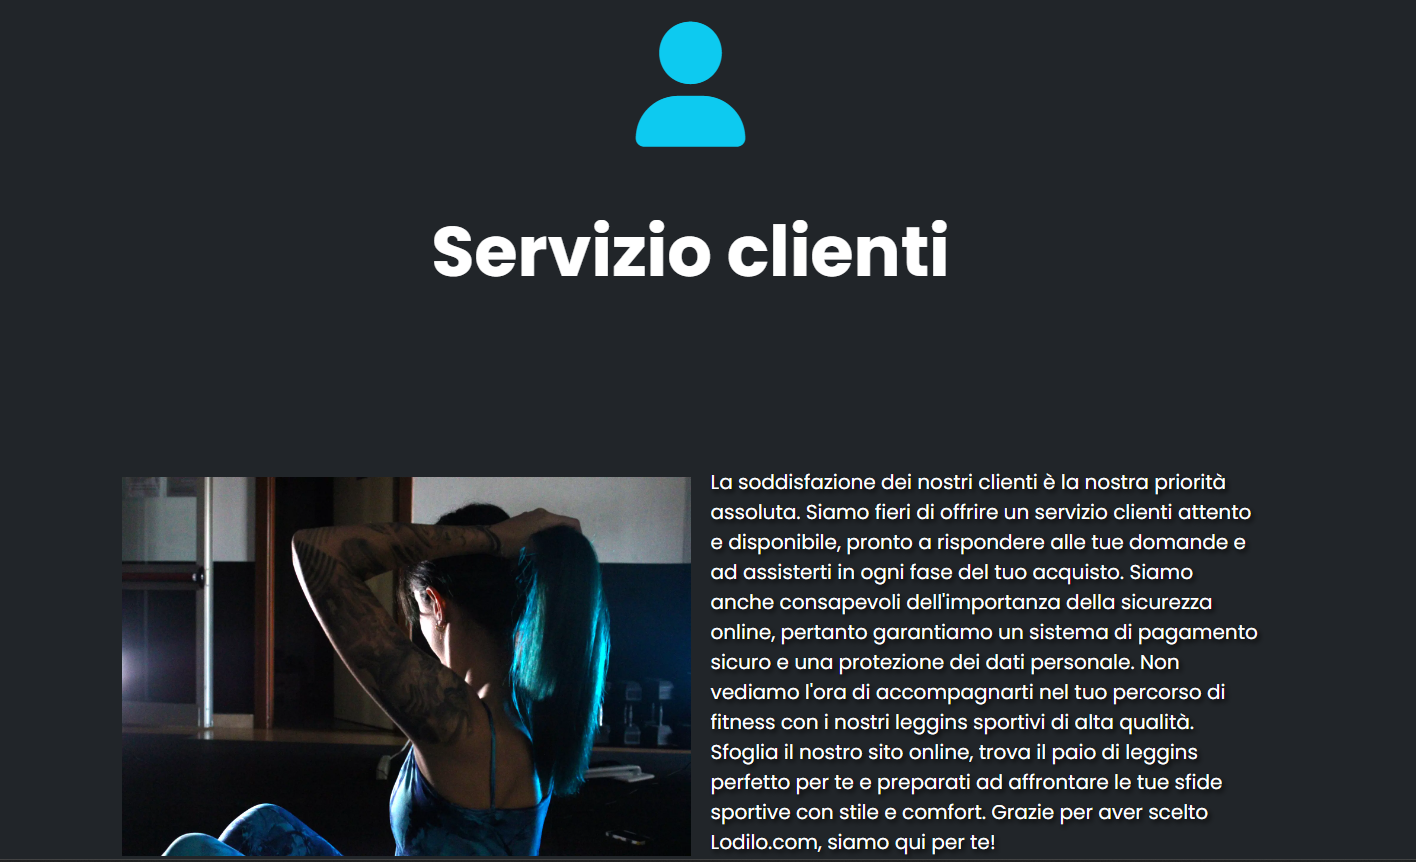 Servizio clienti
La soddisfazione dei nostri clienti è la nostra priorità
assoluta. Siamo fieri di offrire un servizio clienti attento
e disponibile, pronto a rispondere alle tue domande e
ad assisterti in ogni fase del tuo acquisto. Siamo
anche consapevoli dell'importanza della sicurezza
online, pertanto garantiamo un sistema di pagamento
sicuro e una protezione dei dati personale. Non
vediamo l'ora di accompagnarti nel tuo percorso di
fitness con i nostri leggins sportivi di alta qualità.
Sfoglia il nostro sito online, trova il paio di leggins
perfetto per te e preparati ad affrontare le tue sfide
sportive con stile e comfort. Grazie per aver scelto
Lodilo.com, siamo qui per te!